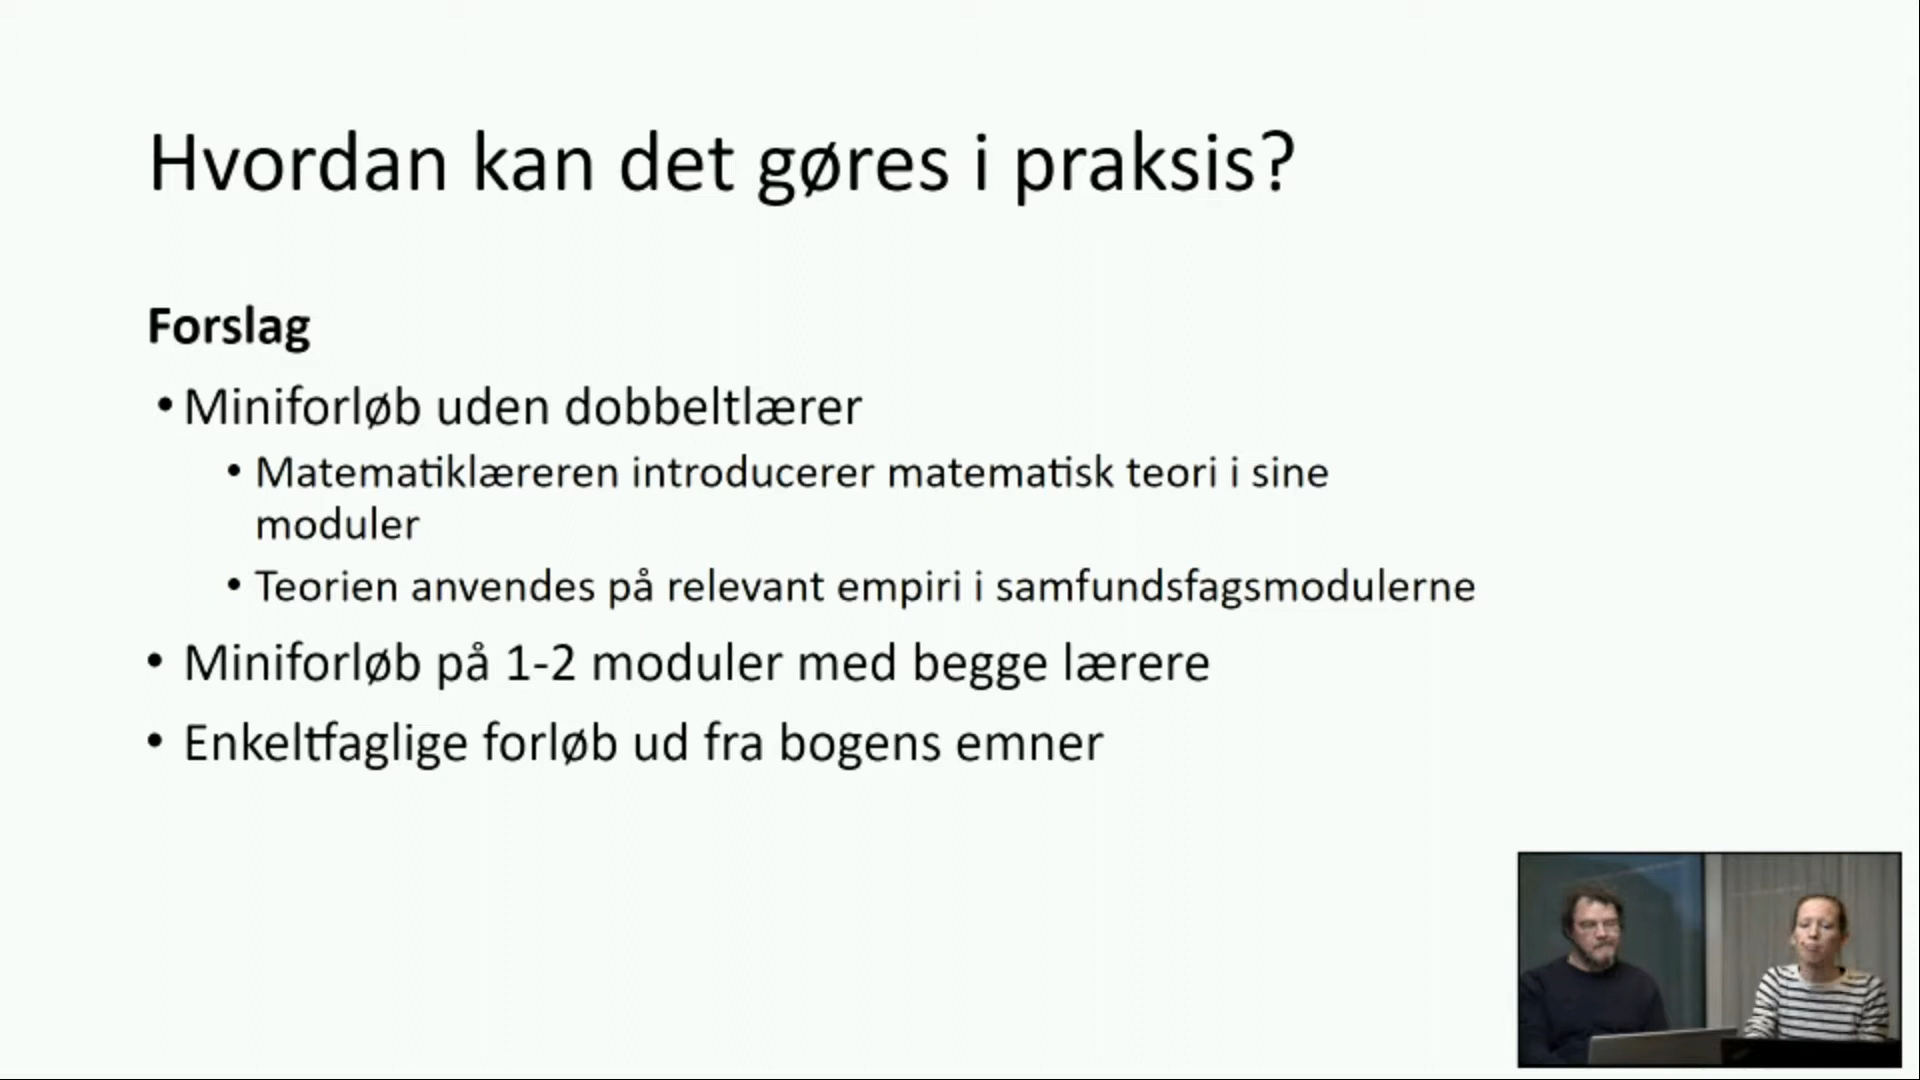 Hvordan kan det gøres i praksis?
Forslag
• Miniforløb uden dobbeltlærer
• Matematiklæreren introducerer matematisk teori i sine
moduler
• Teorien anvendes på relevant empiri i samfundsfagsmodulerne
• Miniforløb på 1-2 moduler med begge lærere
• Enkeltfaglige forløb ud fra bogens emner